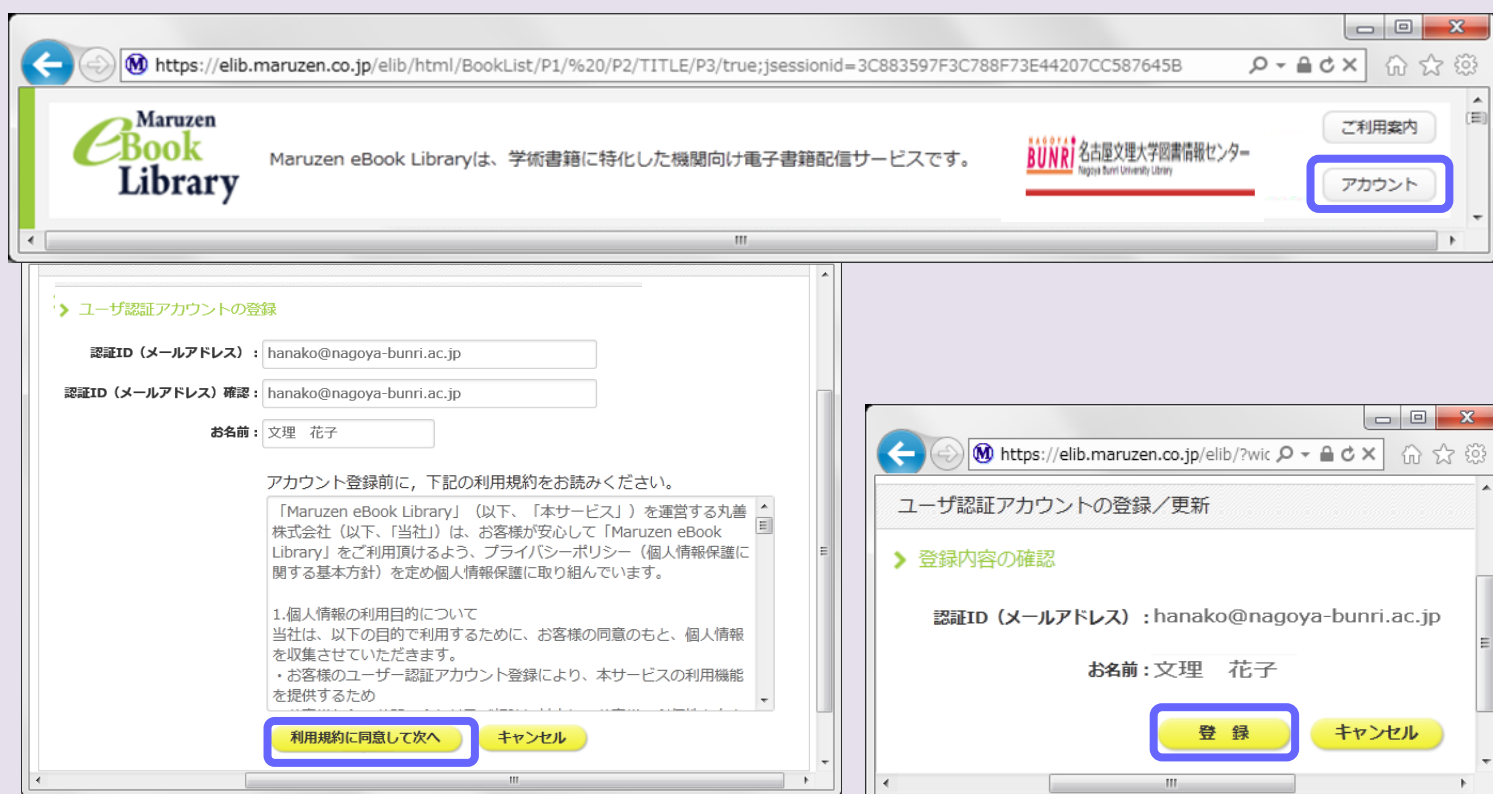 https://elib.maruzen.co.jp/elib/html/BookList/P1/%20/P2/TITLE/P3/true;jsessionid=3C883597F3C788F73E44207CC587645B
Maruzen
eBook
Library
Maruzen eBook Libraryは、学術書籍に特化した機関向け電子書籍配信サービスです。
NAGOYA
BUNRI
名古屋文理大学図書情報センター
Nagoya Bunri University Library
ご利用案内
アカウント
ユーザ認証アカウントの登録
認証ID（メールアドレス）：hanako@nagoya-bunri.ac.jp
認証ID（メールアドレス）確認：hanako@nagoya-bunri.ac.jp
お名前：文理　花子
アカウント登録前に，下記の利用規約をお読みください。
「Maruzen eBook Library」（以下、「本サービス」）を運営する丸善
株式会社（以下、「当社」）は、お客様が安心して「Maruzen eBook
Library」をご利用頂けるよう、プライバシーポリシー（個人情報保護に
関する基本方針）を定め個人情報保護に取り組んでいます。
1.個人情報の利用目的について
当社は、以下の目的で利用するために、お客様の同意のもと、個人情報
を収集させていただきます。
・お客様のユーザー認証アカウント登録により、本サービスの利用機能
を提供するため
利用規約に同意して次へ
キャンセル
https://elib.maruzen.co.jp/elib/?wic
ユーザ認証アカウントの登録／更新
登録内容の確認
認証ID（メールアドレス）：hanako@nagoya-bunri.ac.jp
お名前：文理　花子
登　録
キャンセル